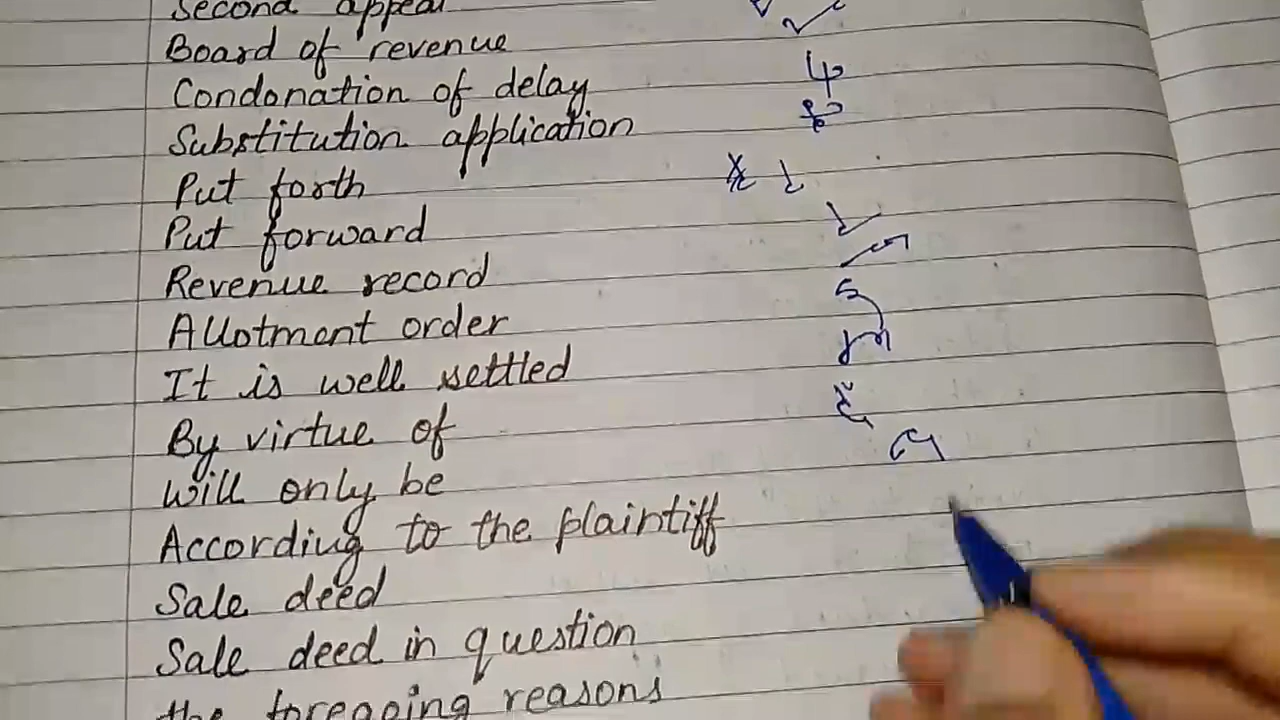 Second appeal
Board of revenue
Condonation of delay
Substitution application
Put forth
Put forward
Revenue record
Allotment order
It is well settled
By virtue of
Will only be
According to the plaintiff
Sale deed
Sale deed in question
the foregoing reasons